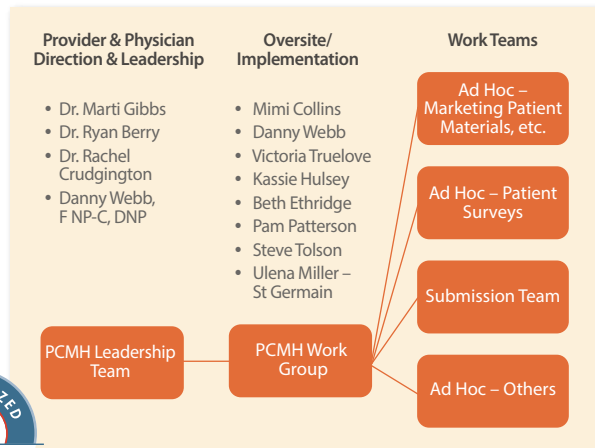 Provider & Physician
Direction & Leadership
• Dr. Marti Gibbs
• Dr. Ryan Berry
• Dr. Rachel
Crudgington
• Danny Webb,
F NP-C, DNP
Oversite/
Implementation
• Mimi Collins
• Danny Webb
• Victoria Truelove
• Kassie Hulsey
• Beth Ethridge
• Pam Patterson
• Steve Tolson
• Ulena Miller –
St Germain
Work Teams
Ad Hoc –
Marketing Patient
Materials, etc.
Ad Hoc – Patient
Surveys
Submission Team
Ad Hoc – Others
PCMH Leadership
Team
PCMH Work
Group